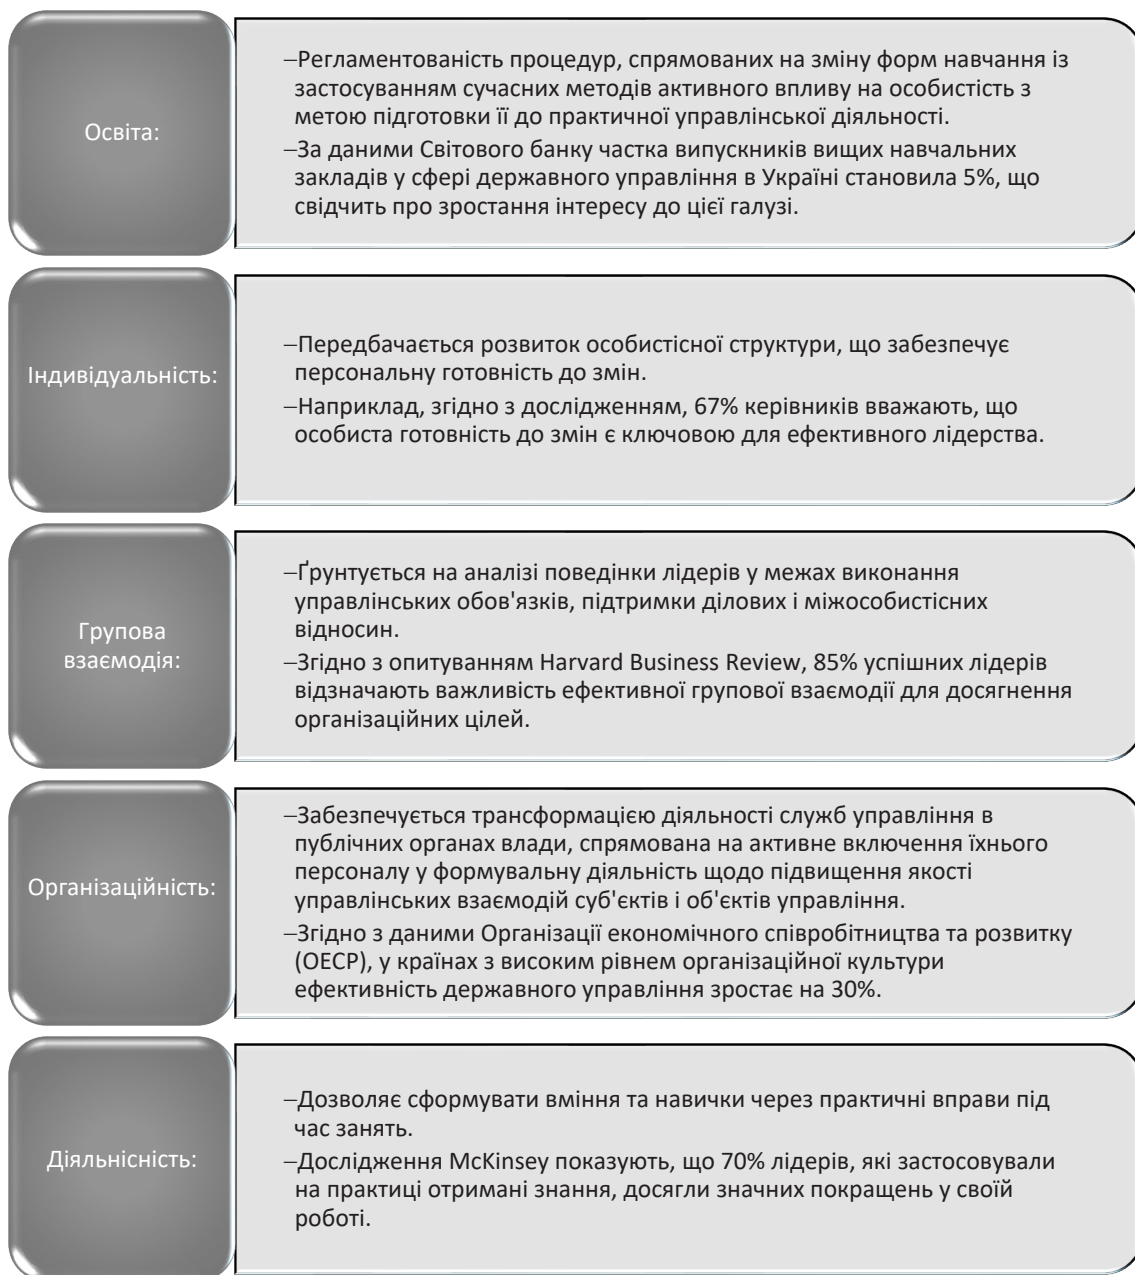 Освіта:
–Регламентованість процедур, спрямованих на зміну форм навчання із
застосуванням сучасних методів активного впливу на особистість з
метою підготовки її до практичної управлінської діяльності.
–За даними Світового банку частка випускників вищих навчальних
закладів у сфері державного управління в Україні становила 5%, що
свідчить про зростання інтересу до цієї галузі.
Індивідуальність:
–Передбачається розвиток особистісної структури, що забезпечує
персональну готовність до змін.
–Наприклад, згідно з дослідженням, 67% керівників вважають, що
особиста готовність до змін є ключовою для ефективного лідерства.
Групова
взаємодія:
–Ґрунтується на аналізі поведінки лідерів у межах виконання
управлінських обов'язків, підтримки ділових і міжособистісних
відносин.
–Згідно з опитуванням Harvard Business Review, 85% успішних лідерів
відзначають важливість ефективної групової взаємодії для досягнення
організаційних цілей.
Організаційність:
–Забезпечується трансформацією діяльності служб управління в
публічних органах влади, спрямована на активне включення їхнього
персоналу у формувальну діяльність щодо підвищення якості
управлінських взаємодій суб'єктів і об'єктів управління.
–Згідно з даними Організації економічного співробітництва та розвитку
(ОЕСР), у країнах з високим рівнем організаційної культури
ефективність державного управління зростає на 30%.
Діяльнісність:
–Дозволяє сформувати вміння та навички через практичні вправи під
час занять.
–Дослідження McKinsey показують, що 70% лідерів, які застосовували
на практиці отримані знання, досягли значних покращень у своїй
роботі.